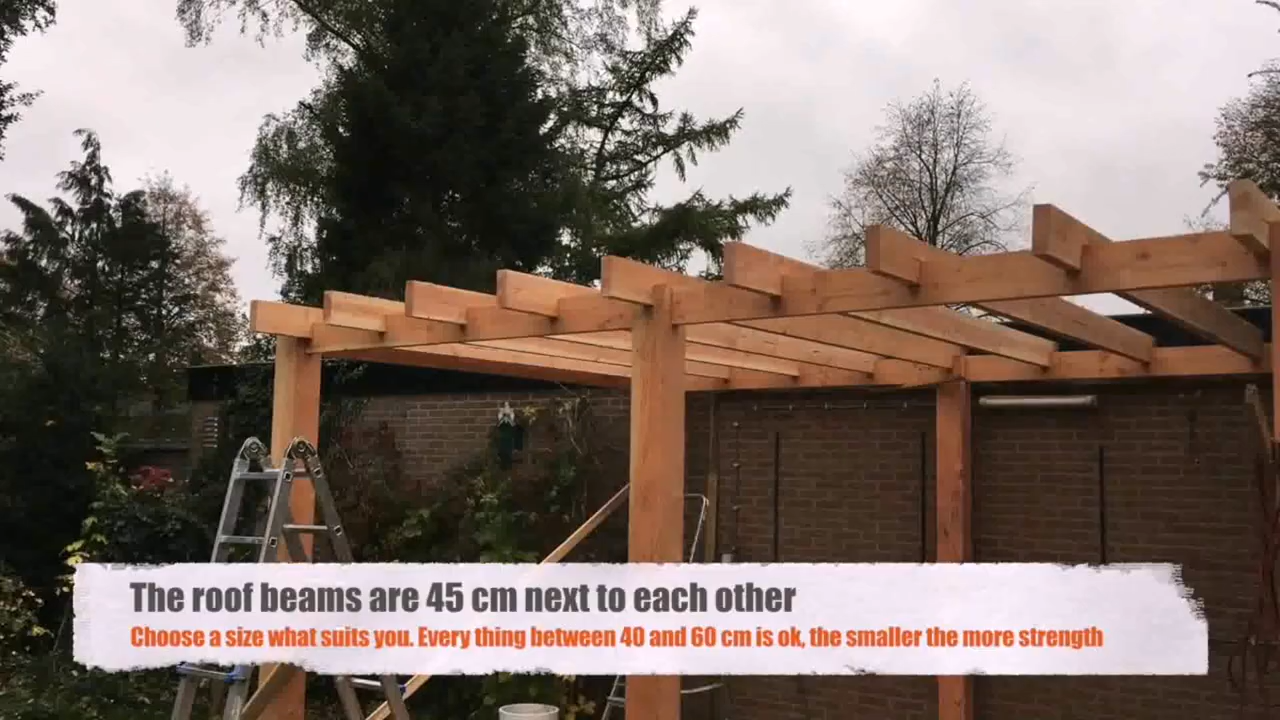 The roof beams are 45 cm next to each other
Choose a size what suits you. Every thing between 40 and 60 cm is ok, the smaller the more strength